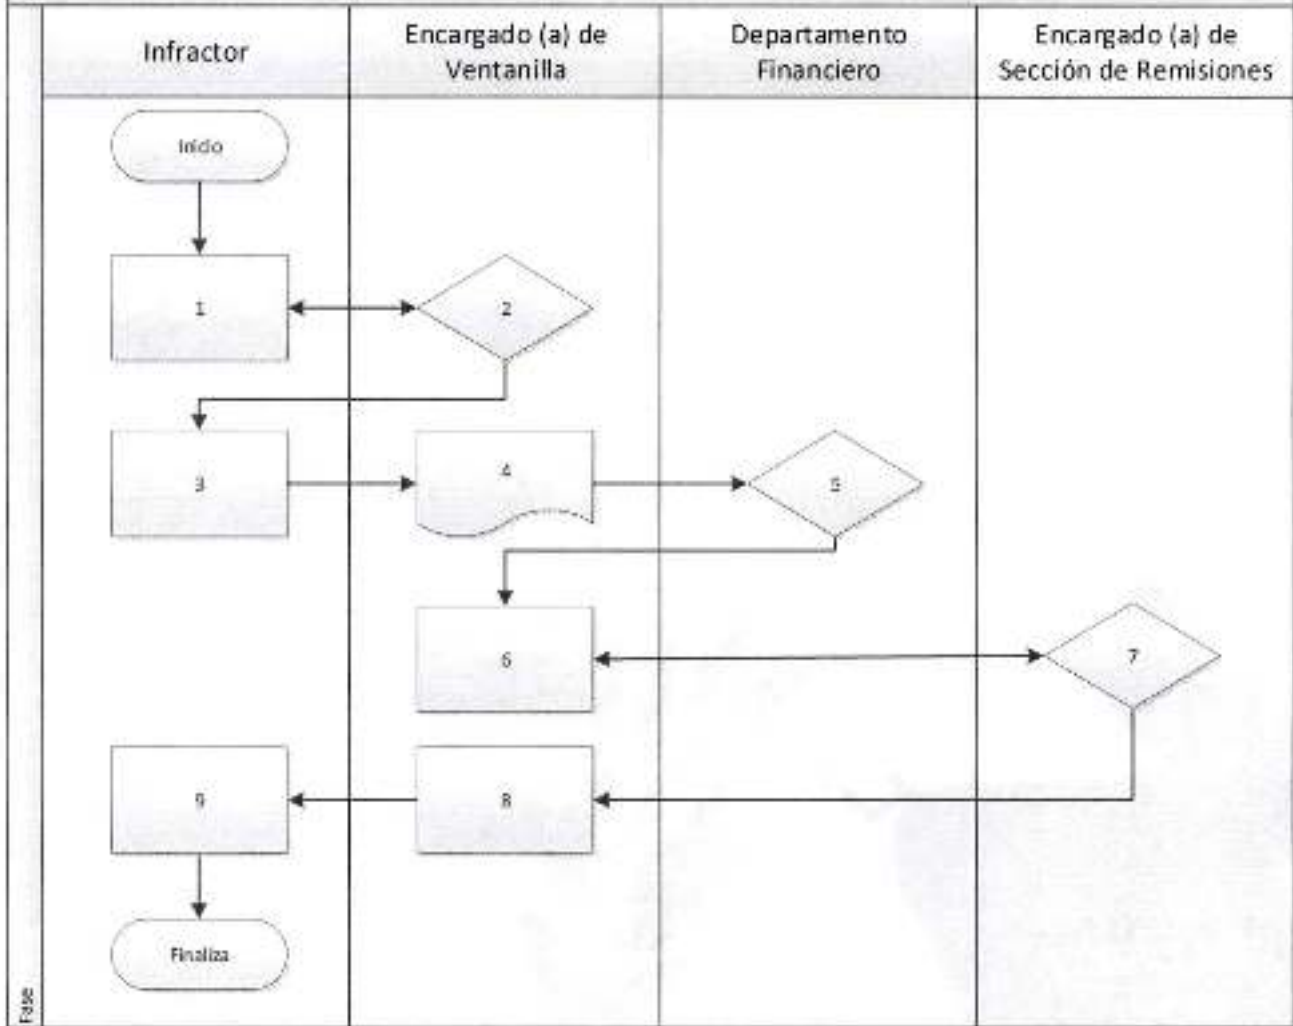 Infractor
Encargado (a) de
Ventanilla
Departamento
Financiero
Encargado (a) de
Sección de Remisiones
Inicio
1
2
3
4
5
6
7
9
8
Finaliza
Fase